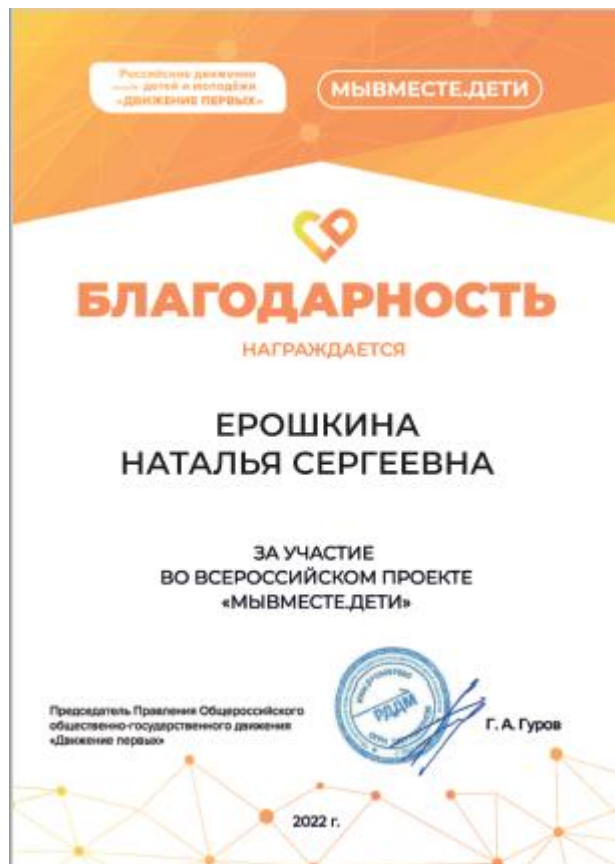 Российское движение
детей и молодёжи
«ДВИЖЕНИЕ ПЕРВЫХ»
МЫВМЕСТЕ.ДЕТИ
БЛАГОДАРНОСТЬ
НАГРАЖДАЕТСЯ
ЕРОШКИНА
НАТАЛЬЯ СЕРГЕЕВНА
ЗА УЧАСТИЕ
ВО ВСЕРОССИЙСКОМ ПРОЕКТЕ
«МЫВМЕСТЕ.ДЕТИ»
Председатель Правления Общероссийского
общественно-государственного движения
«Движение первых»
РДДМ
Г. А. Гуров
2022 г.